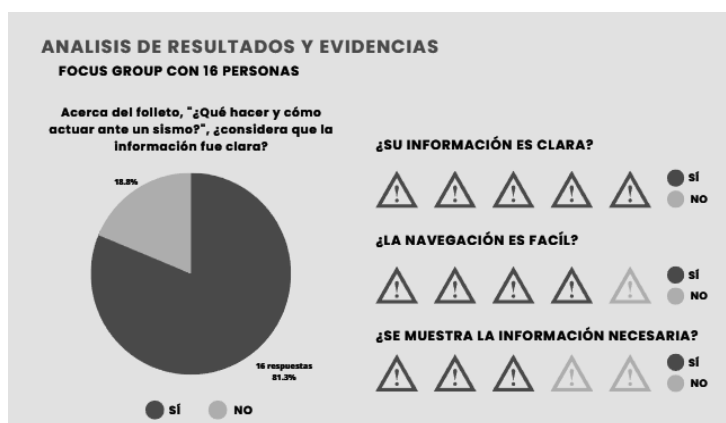 ANALISIS DE RESULTADOS Y EVIDENCIAS
FOCUS GROUP CON 16 PERSONAS
Acerca del folleto, "¿Qué hacer y cómo
actuar ante un sismo?", ¿considera que la
información fue clara?
18.8%
16 respuestas
81.3%
SÍ
NO
¿SU INFORMACIÓN ES CLARA?
SÍ
NO
¿LA NAVEGACIÓN ES FACÍL?
SÍ
NO
¿SE MUESTRA LA INFORMACIÓN NECESARIA?
SÍ
NO